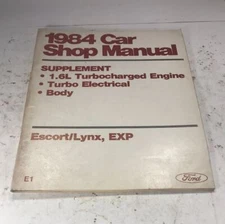 1984 Car
Shop Manual
SUPPLEMENT
• 1.6L Turbocharged Engine
• Turbo Electrical
• Body
Escort/Lynx, EXP
E1
Ford